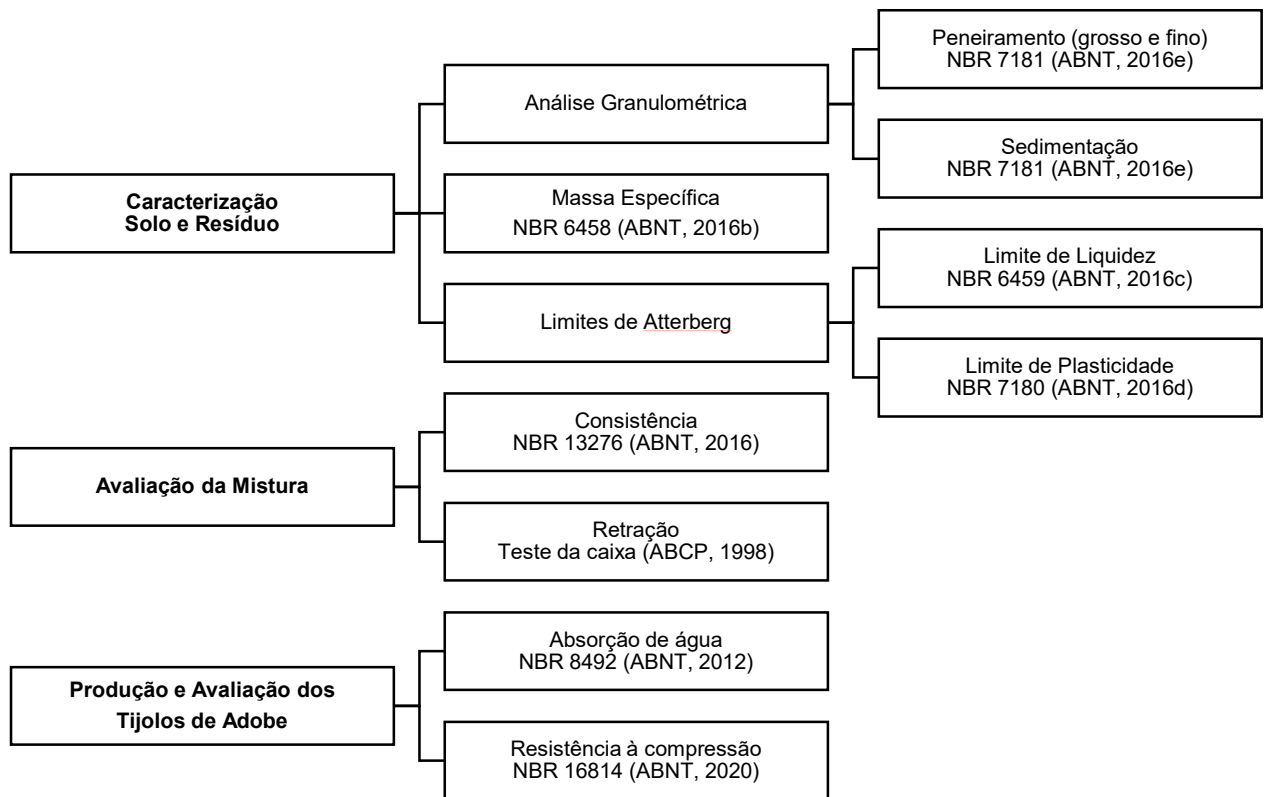 Caracterização
Solo e Resíduo
Análise Granulométrica
Peneiramento (grosso e fino)
NBR 7181 (ABNT, 2016e)
Sedimentação
NBR 7181 (ABNT, 2016e)
Massa Específica
NBR 6458 (ABNT, 2016b)
Limites de Atterberg
Limite de Liquidez
NBR 6459 (ABNT, 2016c)
Limite de Plasticidade
NBR 7180 (ABNT, 2016d)
Avaliação da Mistura
Consistência
NBR 13276 (ABNT, 2016)
Retração
Teste da caixa (ABCP, 1998)
Produção e Avaliação dos
Tijolos de Adobe
Absorção de água
NBR 8492 (ABNT, 2012)
Resistência à compressão
NBR 16814 (ABNT, 2020)